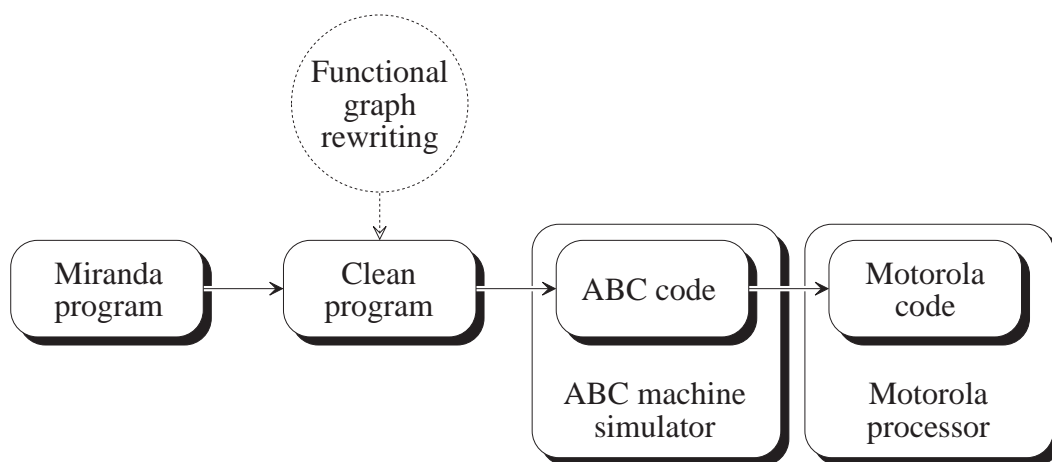 Functional
graph
rewriting
Miranda
program
Clean
program
ABC code
Motorola
code
ABC machine
simulator
Motorola
processor